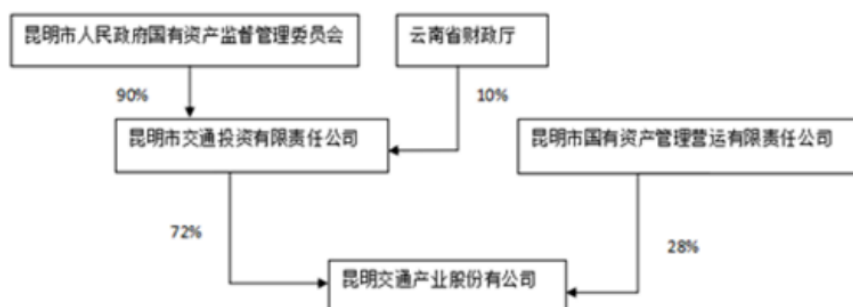 昆明市人民政府国有资产监督管理委员会
云南省财政厅
90%
10%
昆明市交通投资有限责任公司
昆明市国有资产管理营运有限责任公司
72%
28%
昆明交通产业股份有公司